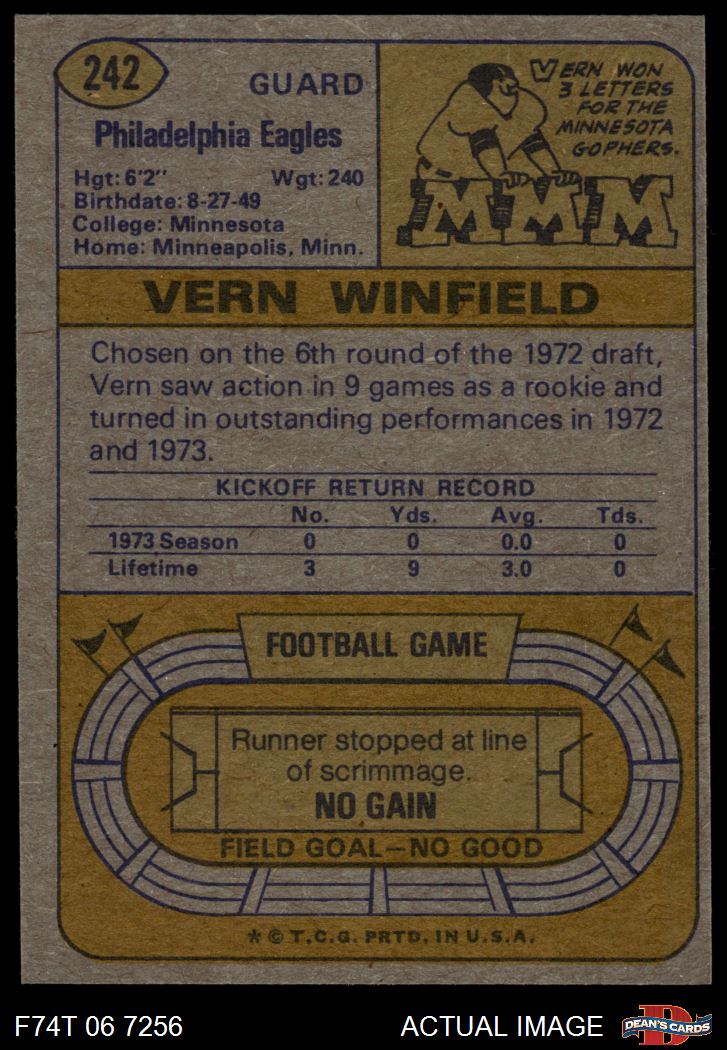 242
GUARD
Philadelphia Eagles
Hgt: 6'2" Wgt: 240
Birthdate: 8-27-49
College: Minnesota
Home: Minneapolis, Minn.
VERN WON
3 LETTERS
FOR THE
MINNESOTA
GOPHERS.
MMM
VERN WINFIELD
Chosen on the 6th round of the 1972 draft,
Vern saw action in 9 games as a rookie and
turned in outstanding performances in 1972
and 1973.
KICKOFF RETURN RECORD
No. Yds. Avg. Tds.
1973 Season 0 0 0.0 0
Lifetime 3 9 3.0 0
FOOTBALL GAME
Runner stopped at line
of scrimmage.
NO GAIN
FIELD GOAL—NO GOOD
* © T.C.G. PRTD. IN U.S.A.
F74T 06 7256 ACTUAL IMAGE
D
DEAN'S CARDS